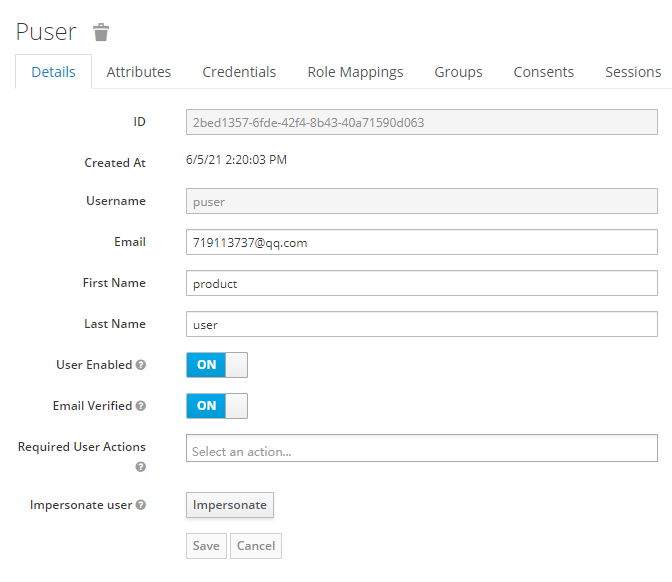 Puser
Details Attributes Credentials Role Mappings Groups Consents Sessions
ID 2bed1357-6fde-42f4-8b43-40a71590d063
Created At 6/5/21 2:20:03 PM
Username puser
Email 719113737@qq.com
First Name product
Last Name user
User Enabled ON
Email Verified ON
Required User Actions Select an action...
Impersonate user Impersonate
Save Cancel